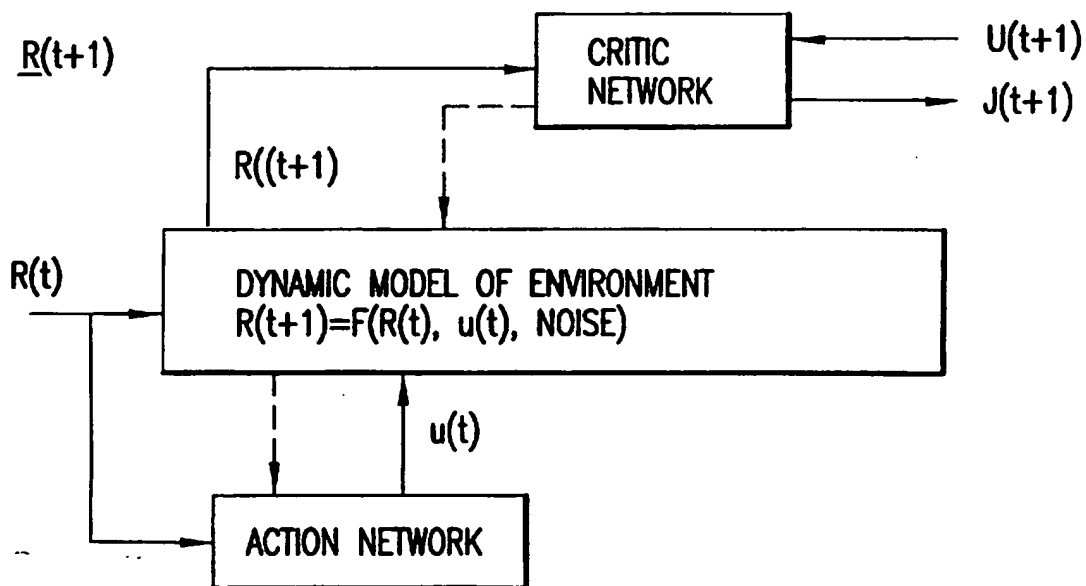 R(t+1)
CRITIC
NETWORK
U(t+1)
J(t+1)
R((t+1)
R(t)
DYNAMIC MODEL OF ENVIRONMENT
R(t+1)=F(R(t), u(t), NOISE)
u(t)
ACTION NETWORK